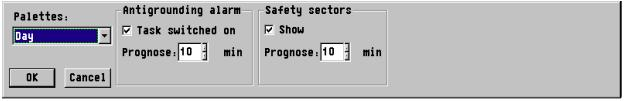 Palettes:
Day
OK
Cancel
Antigrounding alarm
Task switched on
Prognose: 10 min
Safety sectors
Show
Prognose: 10 min